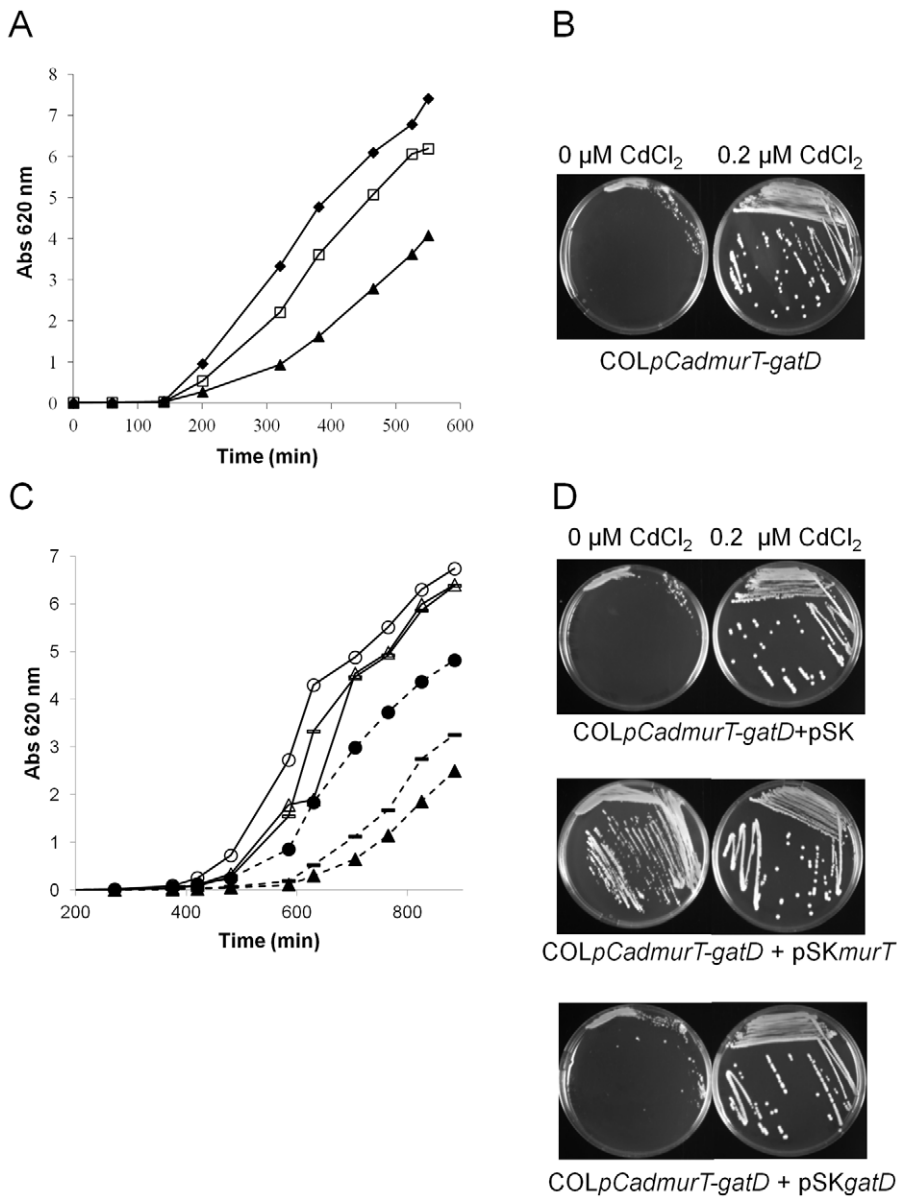 A
B
8
7
6
5
4
3
2
1
0
Abs 620 nm
0 100 200 300 400 500 600
Time (min)
0 µM CdCl₂ 0.2 µM CdCl₂
COLpCadmurT-gatD
C
D
7
6
5
4
3
2
1
0
Abs 620 nm
200 400 600 800
Time (min)
0 µM CdCl₂ 0.2 µM CdCl₂
COLpCadmurT-gatD+pSK
COLpCadmurT-gatD + pSKmurT
COLpCadmurT-gatD + pSKgatD